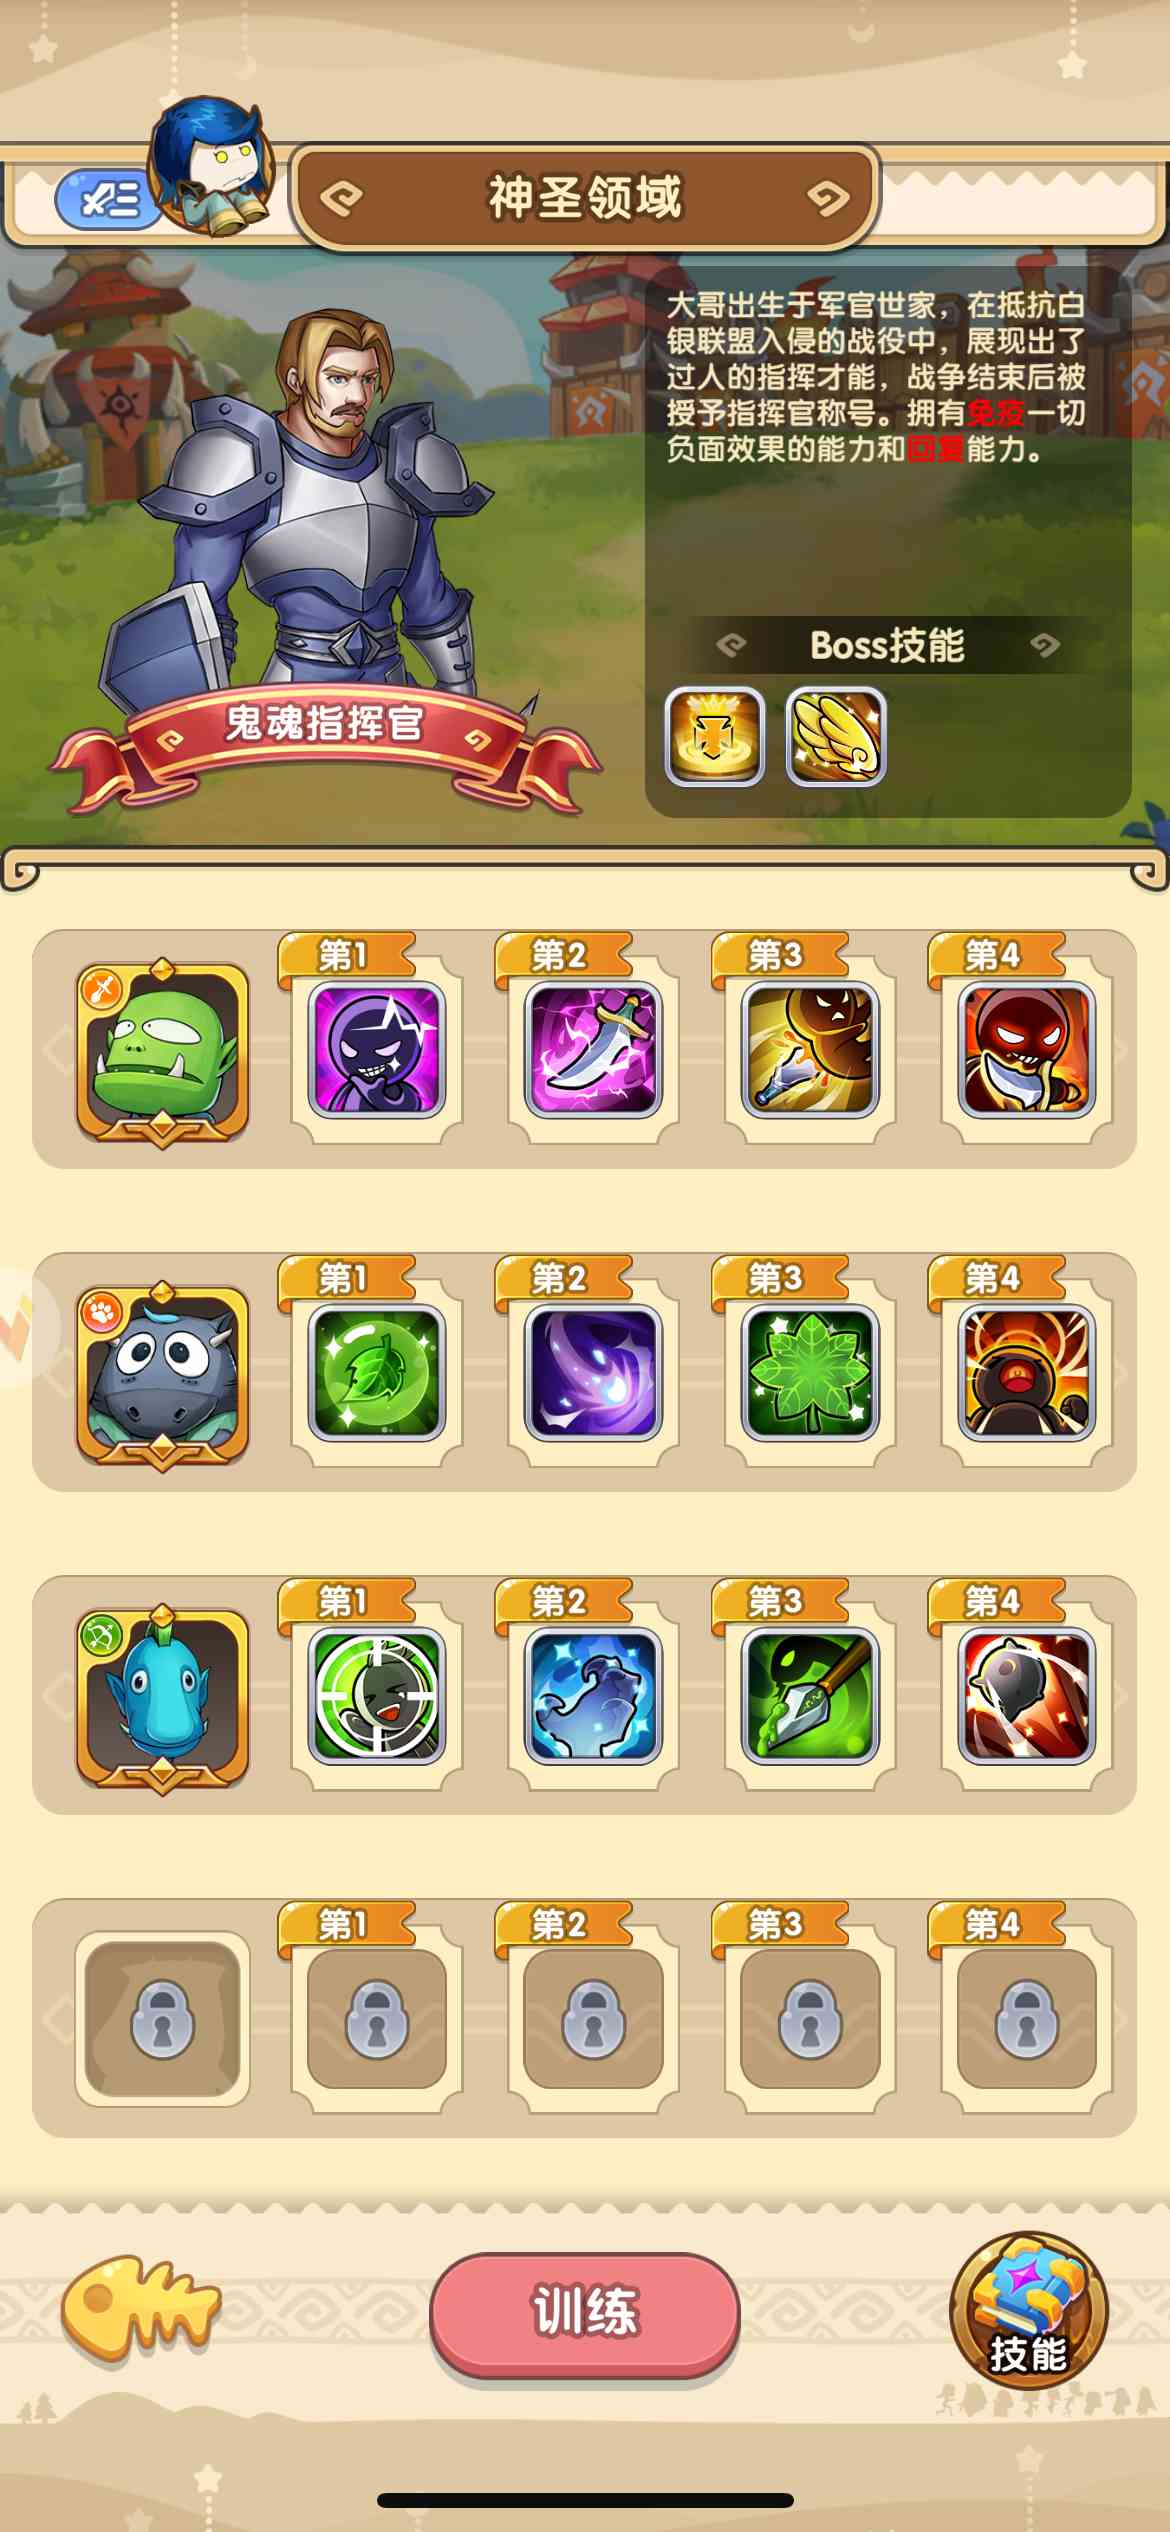 神圣领域
大哥出生于军官世家，在抵抗白
银联盟入侵的战役中，展现出了
过人的指挥才能，战争结束后被
授予指挥官称号。拥有免疫一切
负面效果的能力和回复能力。
Boss技能
鬼魂指挥官
第1 第2 第3 第4
第1 第2 第3 第4
第1 第2 第3 第4
第1 第2 第3 第4
训练
技能